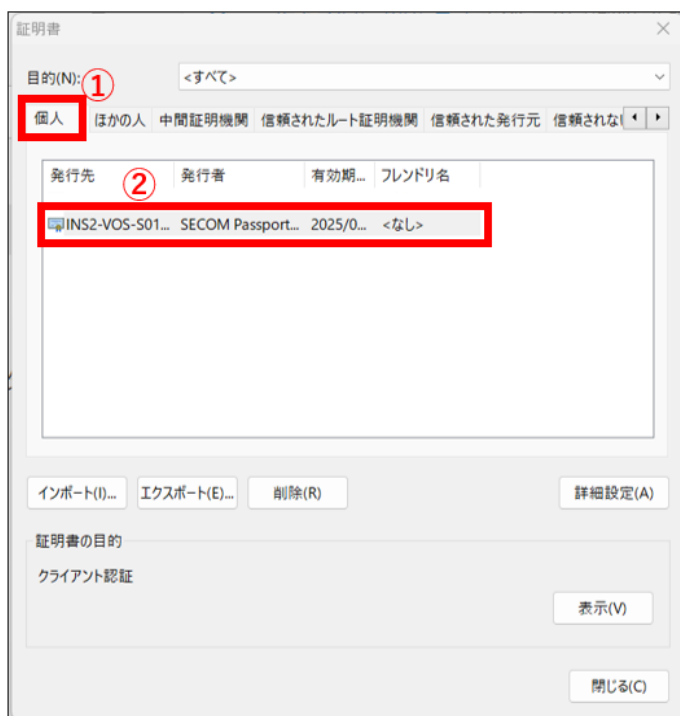 証明書
目的(N):
①
<すべて>
個人 ほかの人 中間証明機関 信頼されたルート証明機関 信頼された発行元 信頼されない
発行先 ② 発行者 有効期... フレンドリ名
INS2-VOS-S01... SECOM Passport... 2025/0... <なし>
インポート(I)... エクスポート(E)... 削除(R) 詳細設定(A)
証明書の目的
クライアント認証
表示(V)
閉じる(C)